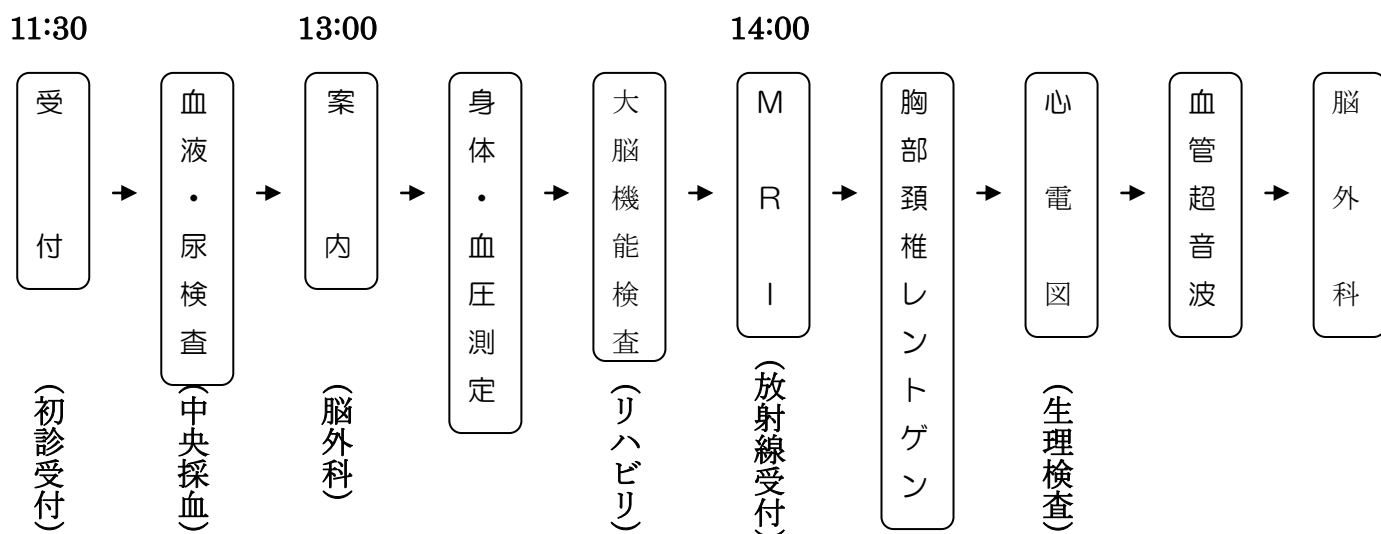 11:30
13:00
14:00
受付
血液・尿検査
案内
身体・血圧測定
大脳機能検査
MRI
胸部頚椎レントゲン
心電図
血管超音波
脳外科
(初診受付)
(中央採血)
(脳外科)
(リハビリ)
(放射線受付)
(生理検査)